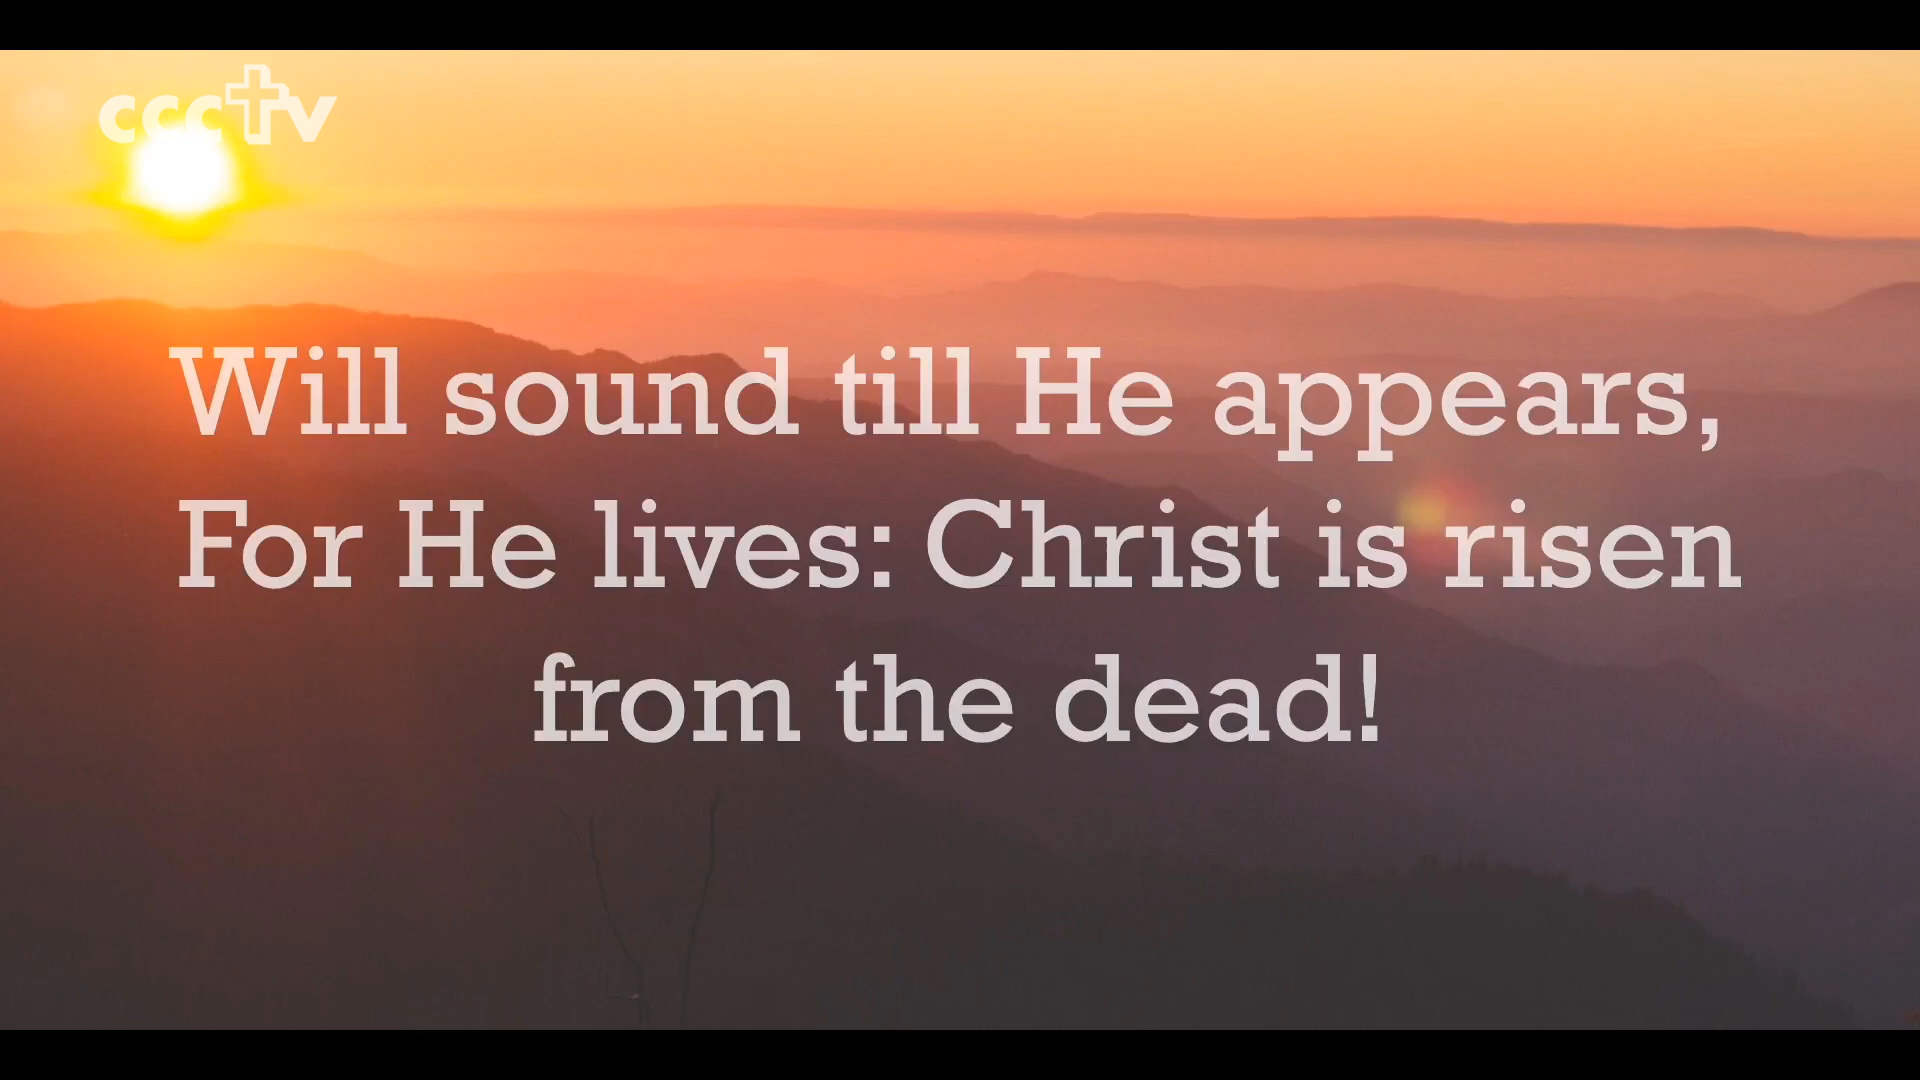 ccctv
Will sound till He appears,
For He lives: Christ is risen
from the dead!